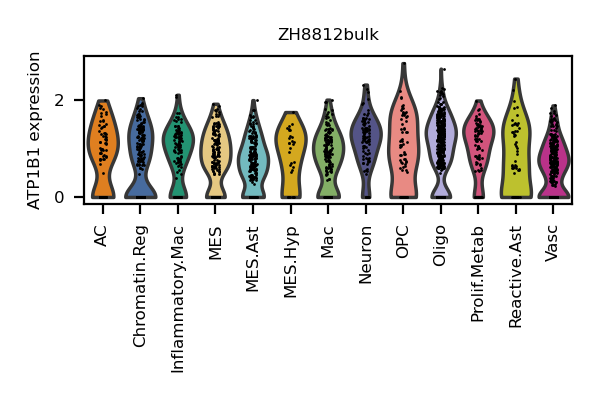 ZH8812bulk
ATP1B1 expression
2
0
AC
Chromatin.Reg
Inflammatory.Mac
MES
MES.Ast
MES.Hyp
Mac
Neuron
OPC
Oligo
Prolif.Metab
Reactive.Ast
Vasc